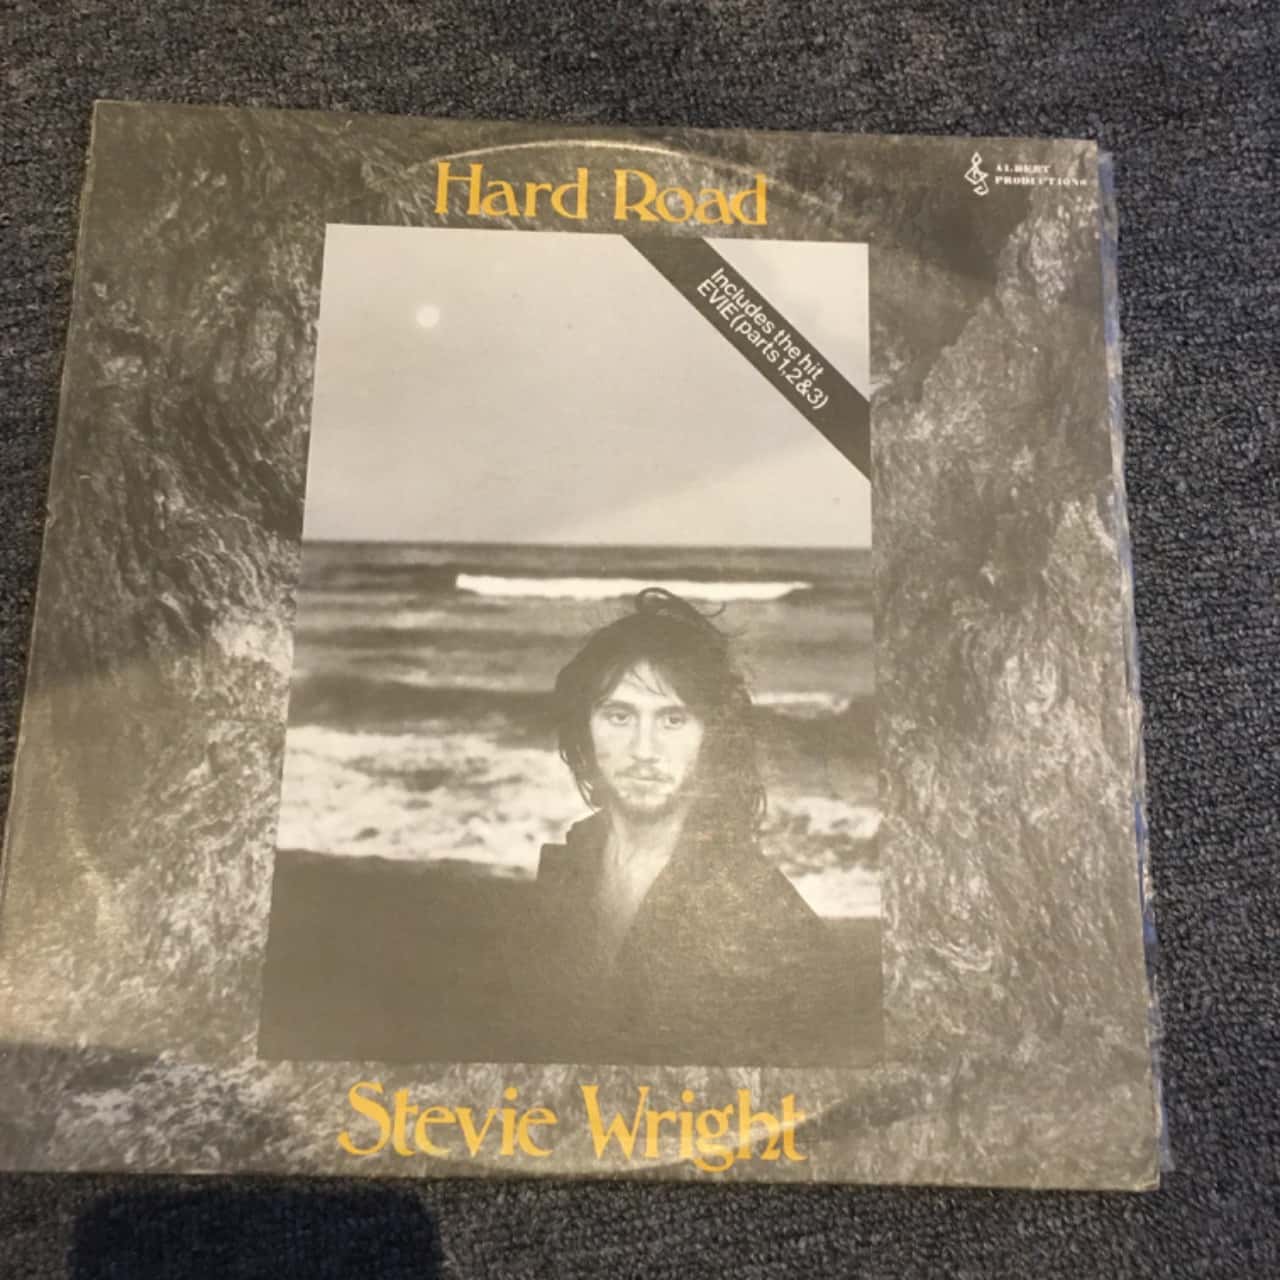 Hard Road
ALBERT
PRODUCTIONS
Includes the hit
EVIE (parts 1,2&3)
Stevie Wright